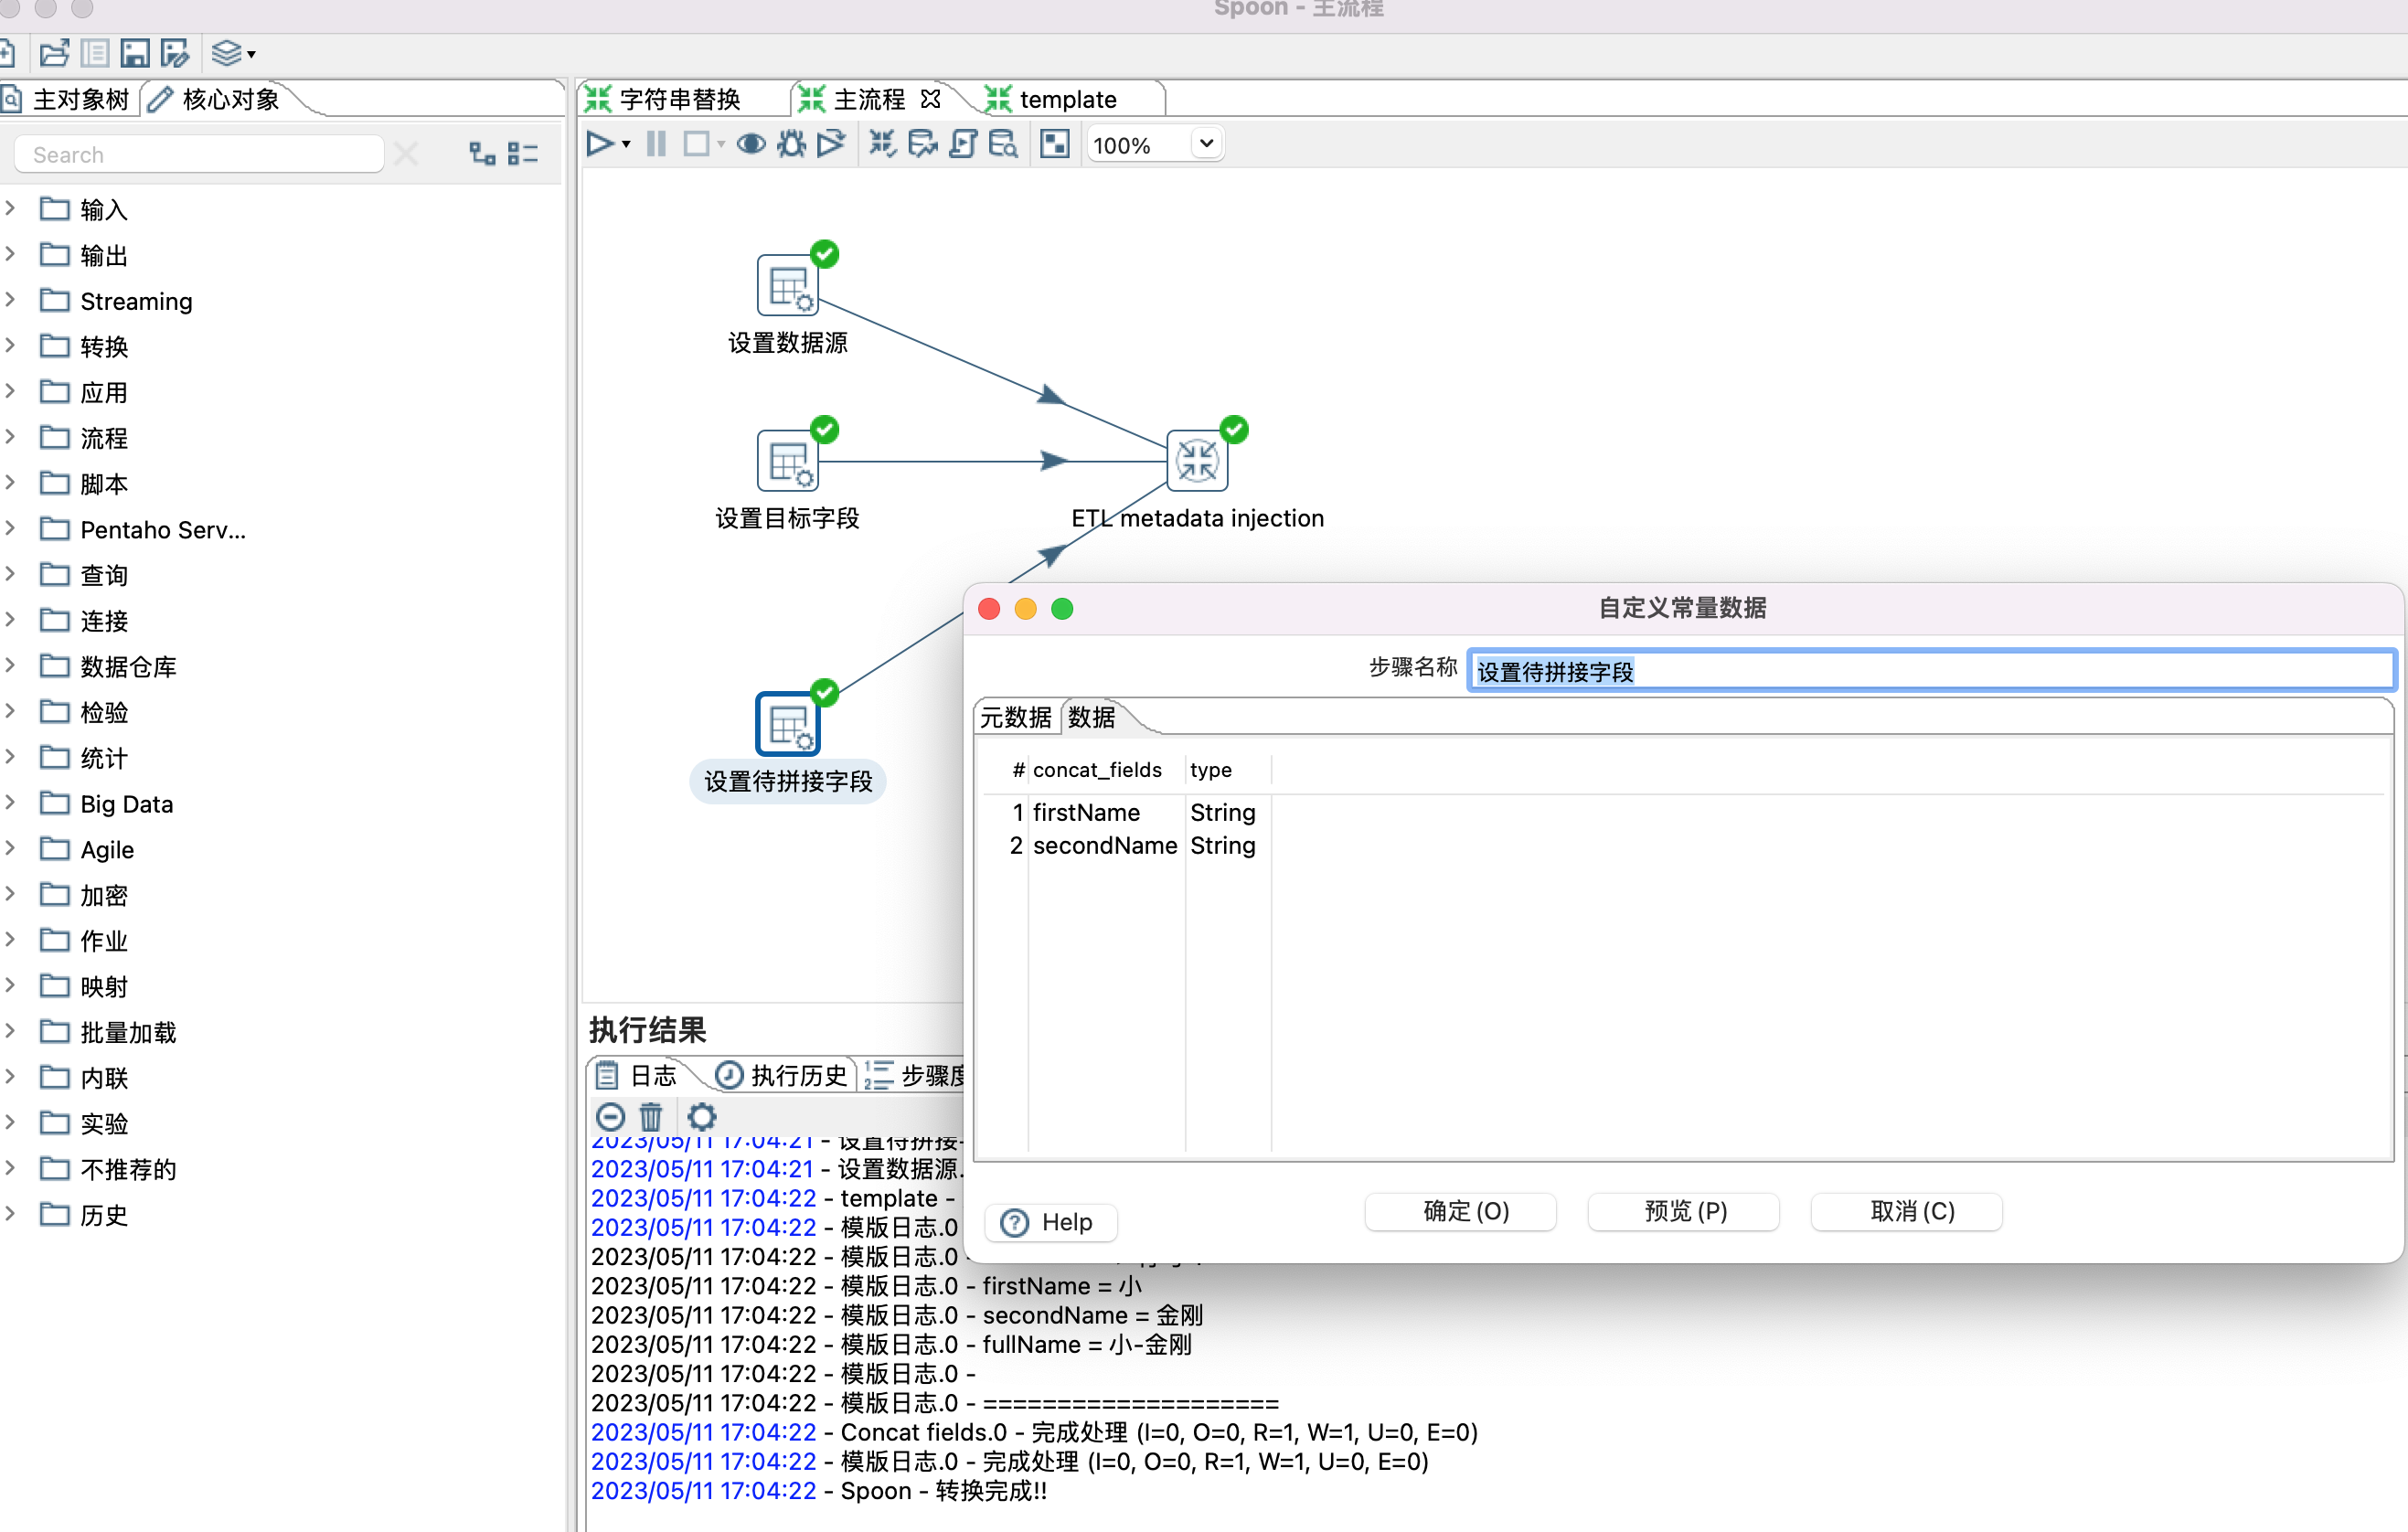 Spoon - 主流程
主对象树
核心对象
Search
输入
输出
Streaming
转换
应用
流程
脚本
Pentaho Serv...
查询
连接
数据仓库
检验
统计
Big Data
Agile
加密
作业
映射
批量加载
内联
实验
不推荐的
历史
字符串替换
主流程
template
100%
设置数据源
设置目标字段
ETL metadata injection
设置待拼接字段
自定义常量数据
步骤名称 设置待拼接字段
元数据 数据
# concat_fields type
1 firstName String
2 secondName String
Help
确定 (O)
预览 (P)
取消 (C)
执行结果
日志
执行历史
步骤度
2023/05/11 17:04:21 - 设置待拼接
2023/05/11 17:04:21 - 设置数据源.
2023/05/11 17:04:22 - template -
2023/05/11 17:04:22 - 模版日志.0
2023/05/11 17:04:22 - 模版日志.0 -
2023/05/11 17:04:22 - 模版日志.0 - firstName = 小
2023/05/11 17:04:22 - 模版日志.0 - secondName = 金刚
2023/05/11 17:04:22 - 模版日志.0 - fullName = 小-金刚
2023/05/11 17:04:22 - 模版日志.0 -
2023/05/11 17:04:22 - 模版日志.0 - ====================
2023/05/11 17:04:22 - Concat fields.0 - 完成处理 (I=0, O=0, R=1, W=1, U=0, E=0)
2023/05/11 17:04:22 - 模版日志.0 - 完成处理 (I=0, O=0, R=1, W=1, U=0, E=0)
2023/05/11 17:04:22 - Spoon - 转换完成!!